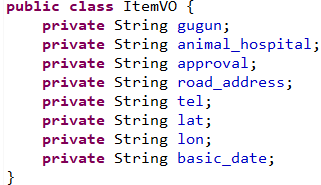 public class ItemVO {
private String gugun;
private String animal_hospital;
private String approval;
private String road_address;
private String tel;
private String lat;
private String lon;
private String basic_date;
}